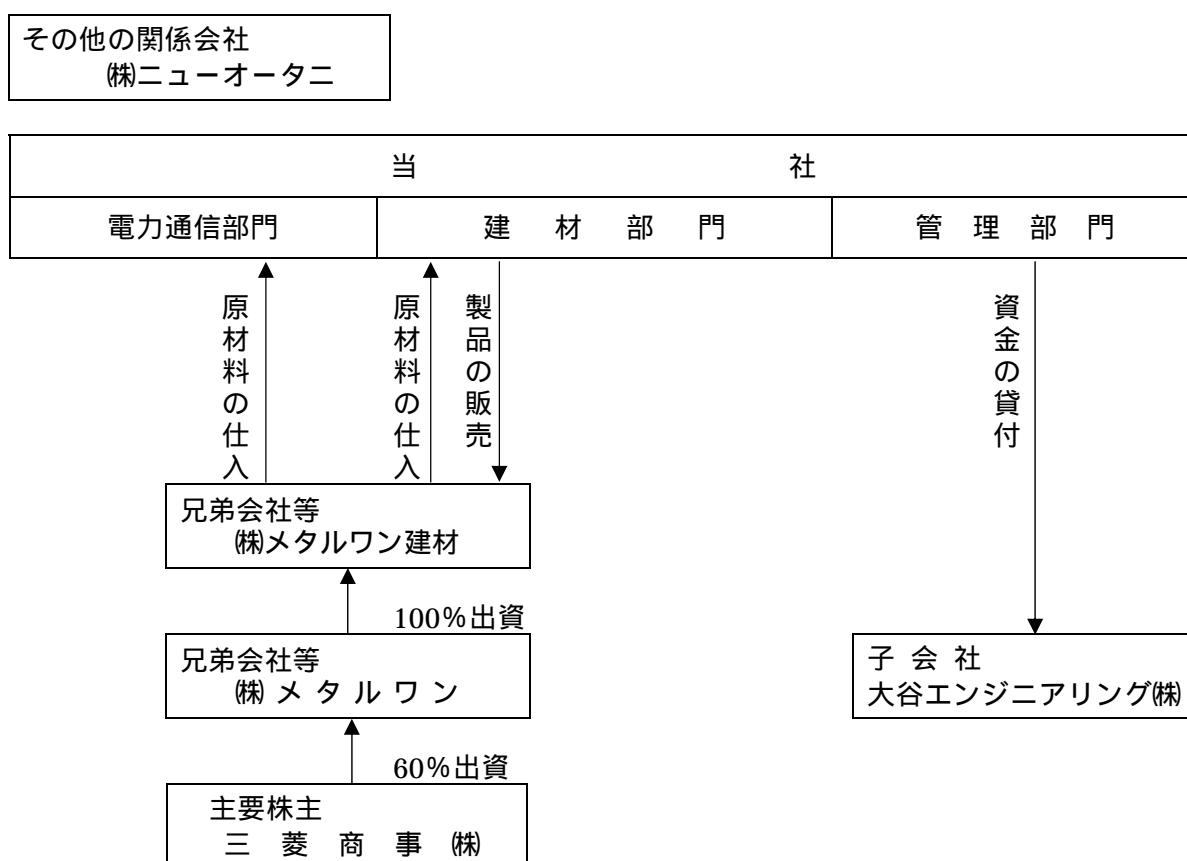 その他の関係会社
㈱ニューオータニ
当社
電力通信部門
建材部門
管理部門
原材料の仕入
原材料の仕入
製品の販売
資金の貸付
兄弟会社等
㈱メタルワン建材
100％出資
兄弟会社等
㈱メタルワン
子会社
大谷エンジニアリング㈱
60％出資
主要株主
三菱商事㈱